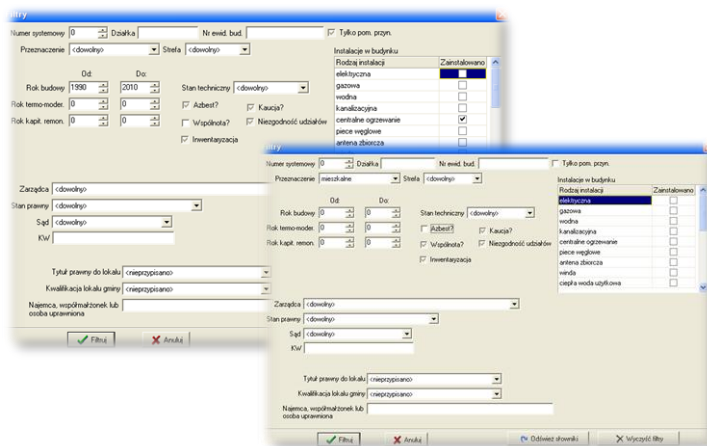 Numer systemowy 0 Działka Nr ewid. bud. Tylko pom. przyn.
Przeznaczenie <dowolny> Strefa <dowolny>
Instalacje w budynku
Rodzaj instalacji Zainstalowano
elektryczna
gazowa
wodna
kanalizacyjna
centralne ogrzewanie
piece węglowe
antena zbiorcza
Od: Do:
Rok budowy 1990 2010 Stan techniczny <dowolny>
Rok termo-moder. 0 0 Azbest? Kaucja?
Rok kapit. remon. 0 0 Wspólnota? Niezgodność udziałów
Inwentaryzacja
Zarządca <dowolny>
Stan prawny <dowolny>
Sąd <dowolny>
KW
Tytuł prawny do lokalu <nieprzypisano>
Kwalifikacja lokalu gminy <nieprzypisano>
Najemca, współmałżonek lub
osoba uprawniona
Filtruj Anuluj
Numer systemowy 0 Działka Nr ewid. bud. Tylko pom. przyn.
Przeznaczenie mieszkalne Strefa <dowolny>
Instalacje w budynku
Rodzaj instalacji Zainstalowano
elektryczna
gazowa
wodna
kanalizacyjna
centralne ogrzewanie
piece węglowe
antena zbiorcza
winda
ciepła woda użytkowa
Od: Do:
Rok budowy 0 0 Stan techniczny <dowolny>
Rok termo-moder. 0 0 Azbest? Kaucja?
Rok kapit. remon. 0 0 Wspólnota? Niezgodność udziałów
Inwentaryzacja
Zarządca <dowolny>
Stan prawny <dowolny>
Sąd <dowolny>
KW
Tytuł prawny do lokalu <nieprzypisano>
Kwalifikacja lokalu gminy <nieprzypisano>
Najemca, współmałżonek lub
osoba uprawniona
Filtruj Anuluj Odśwież słowniki Wyczyść filtry